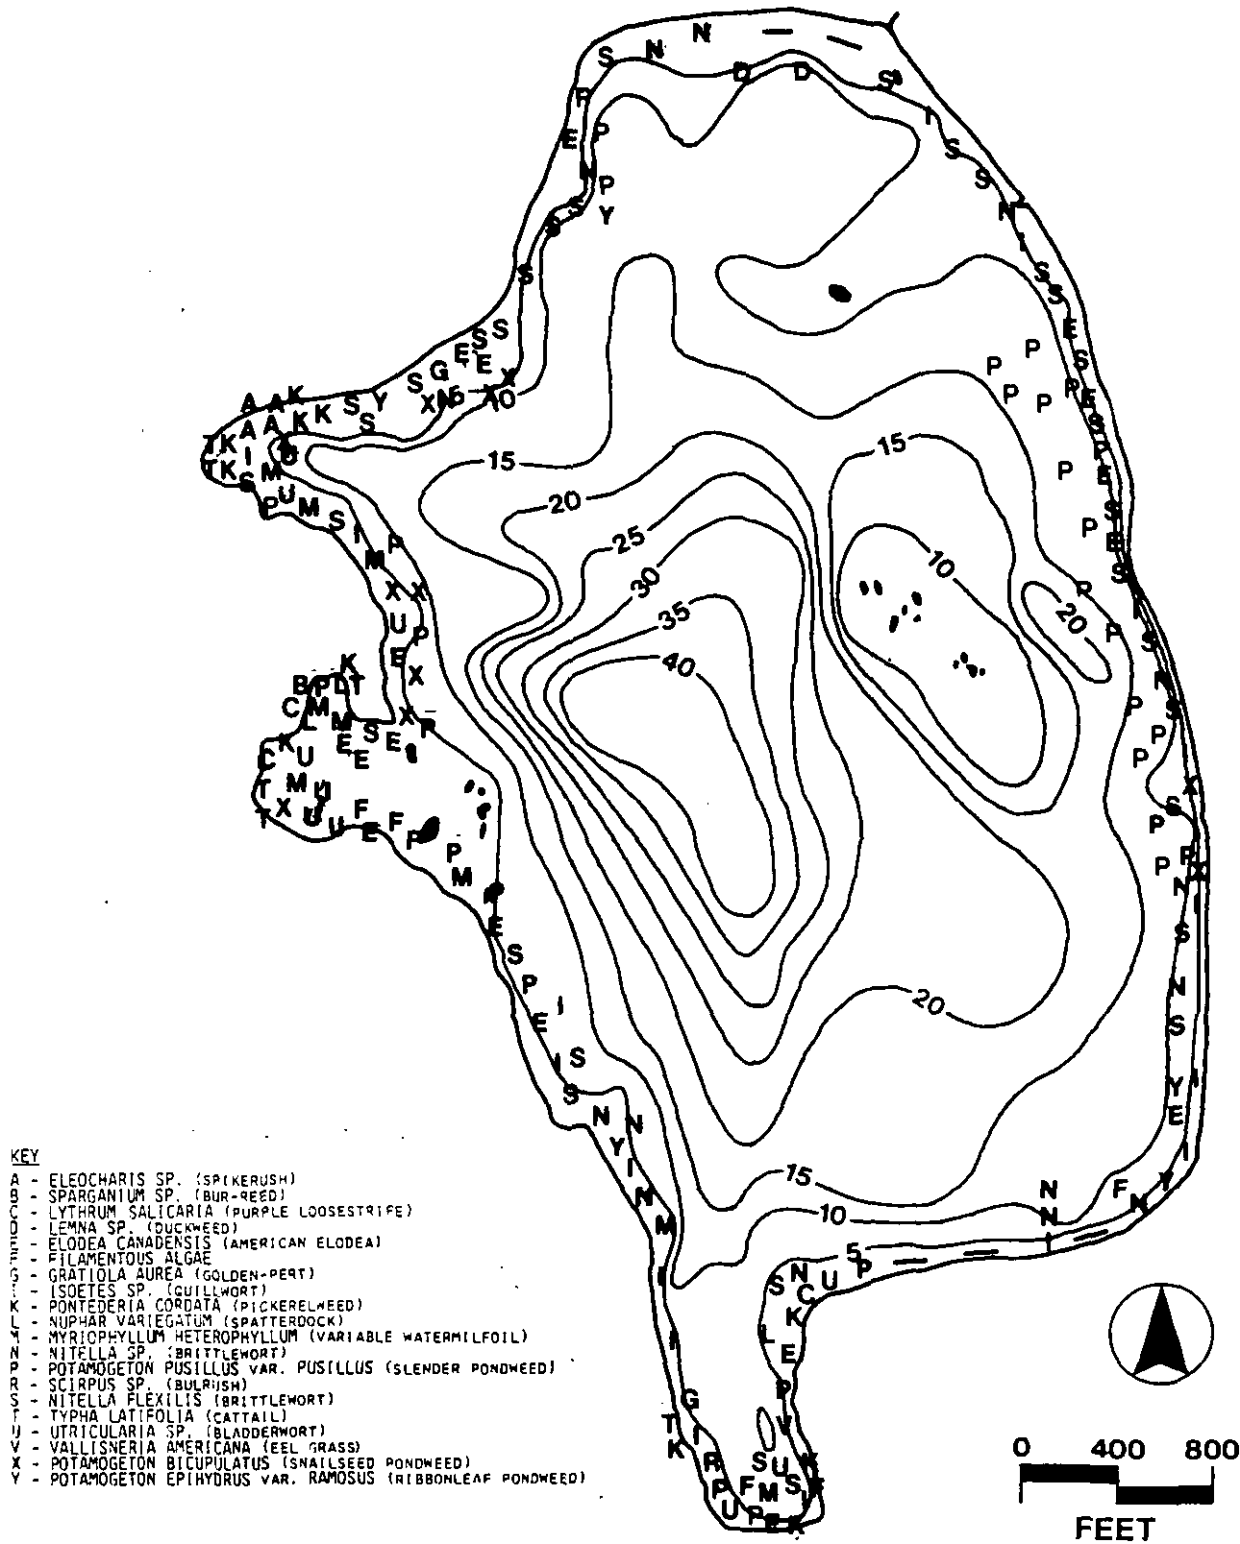 S N N
D D S
P I
E P S
N P S
S Y N
S I
S S
S S
S E
E S P
G E E P S
S X P P P E
A A K S Y X N 5 X 10 S
A A K K S
T K I U 15 15 P
T K S M P E
U 20
P M S S
I P P E
M 25 10 S
X X 30 P
U P 35 20 I
E P S
K X 40
B P L T N
C M X P P S
L M S E
K E P
C U E P
T M U X
T X U U F S
E F P P
P P P X
M N I
E S
S
P I N
20
E S
I S
S Y
N N E
Y
I I
KEY
A - ELEOCHARIS SP. (SPIKERUSH)
B - SPARGANIUM SP. (BUR-REED)
C - LYTHRUM SALICARIA (PURPLE LOOSESTRIFE)
D - LEMNA SP. (DUCKWEED)
E - ELODEA CANADENSIS (AMERICAN ELODEA)
F - FILAMENTOUS ALGAE
G - GRATIOLA AUREA (GOLDEN-PERT)
I - ISOETES SP. (QUILLWORT)
K - PONTEDERIA CORDATA (PICKERELWEED)
L - NUPHAR VARIEGATUM (SPATTERDOCK)
M - MYRIOPHYLLUM HETEROPHYLLUM (VARIABLE WATERMILFOIL)
N - NITELLA SP. (BRITTLEWORT)
P - POTAMOGETON PUSILLUS VAR. PUSILLUS (SLENDER PONDWEED)
R - SCIRPUS SP. (BULRUSH)
S - NITELLA FLEXILIS (BRITTLEWORT)
T - TYPHA LATIFOLIA (CATTAIL)
U - UTRICULARIA SP. (BLADDERWORT)
V - VALLISNERIA AMERICANA (EEL GRASS)
X - POTAMOGETON BICUPULATUS (SNAILSEED PONDWEED)
Y - POTAMOGETON EPIHYDRUS VAR. RAMOSUS (RIBBONLEAF PONDWEED)
15
N N F N Y
M 10 N
5 I
I S N C U P
K
I L
E
G P
T I V
K R S U K
P F M S
U P E K
0 400 800
FEET